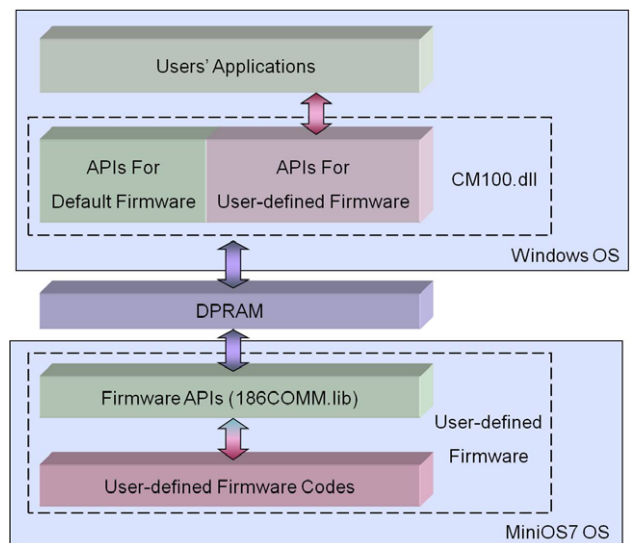 Users' Applications
APIs For
Default Firmware
APIs For
User-defined Firmware
CM100.dll
Windows OS
DPRAM
Firmware APIs (186COMM.lib)
User-defined
Firmware
User-defined Firmware Codes
MiniOS7 OS